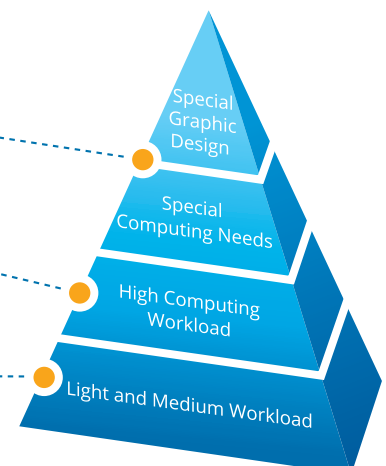 Special
Graphic
Design
Special
Computing Needs
High Computing
Workload
Light and Medium Workload